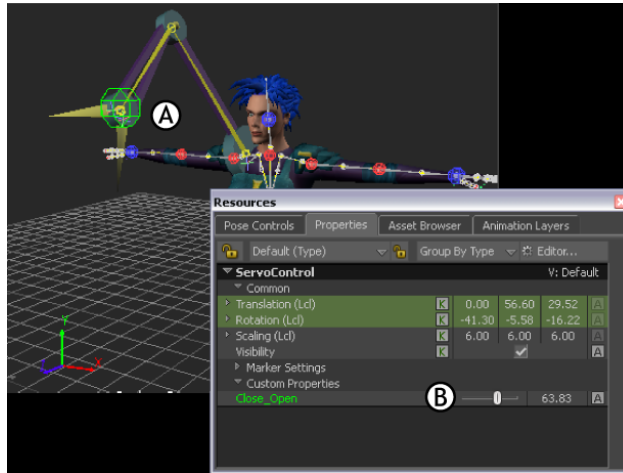 A
Resources
Pose Controls Properties Asset Browser Animation Layers
Default (Type) Group By Type Editor...
ServoControl V: Default
Common
Translation (Lcl) K 0.00 56.60 29.52 A
Rotation (Lcl) K -41.30 -5.58 -16.22 A
Scaling (Lcl) K 6.00 6.00 6.00 A
Visibility K A
Marker Settings
Custom Properties
Close_Open B 63.83 A
Y
X